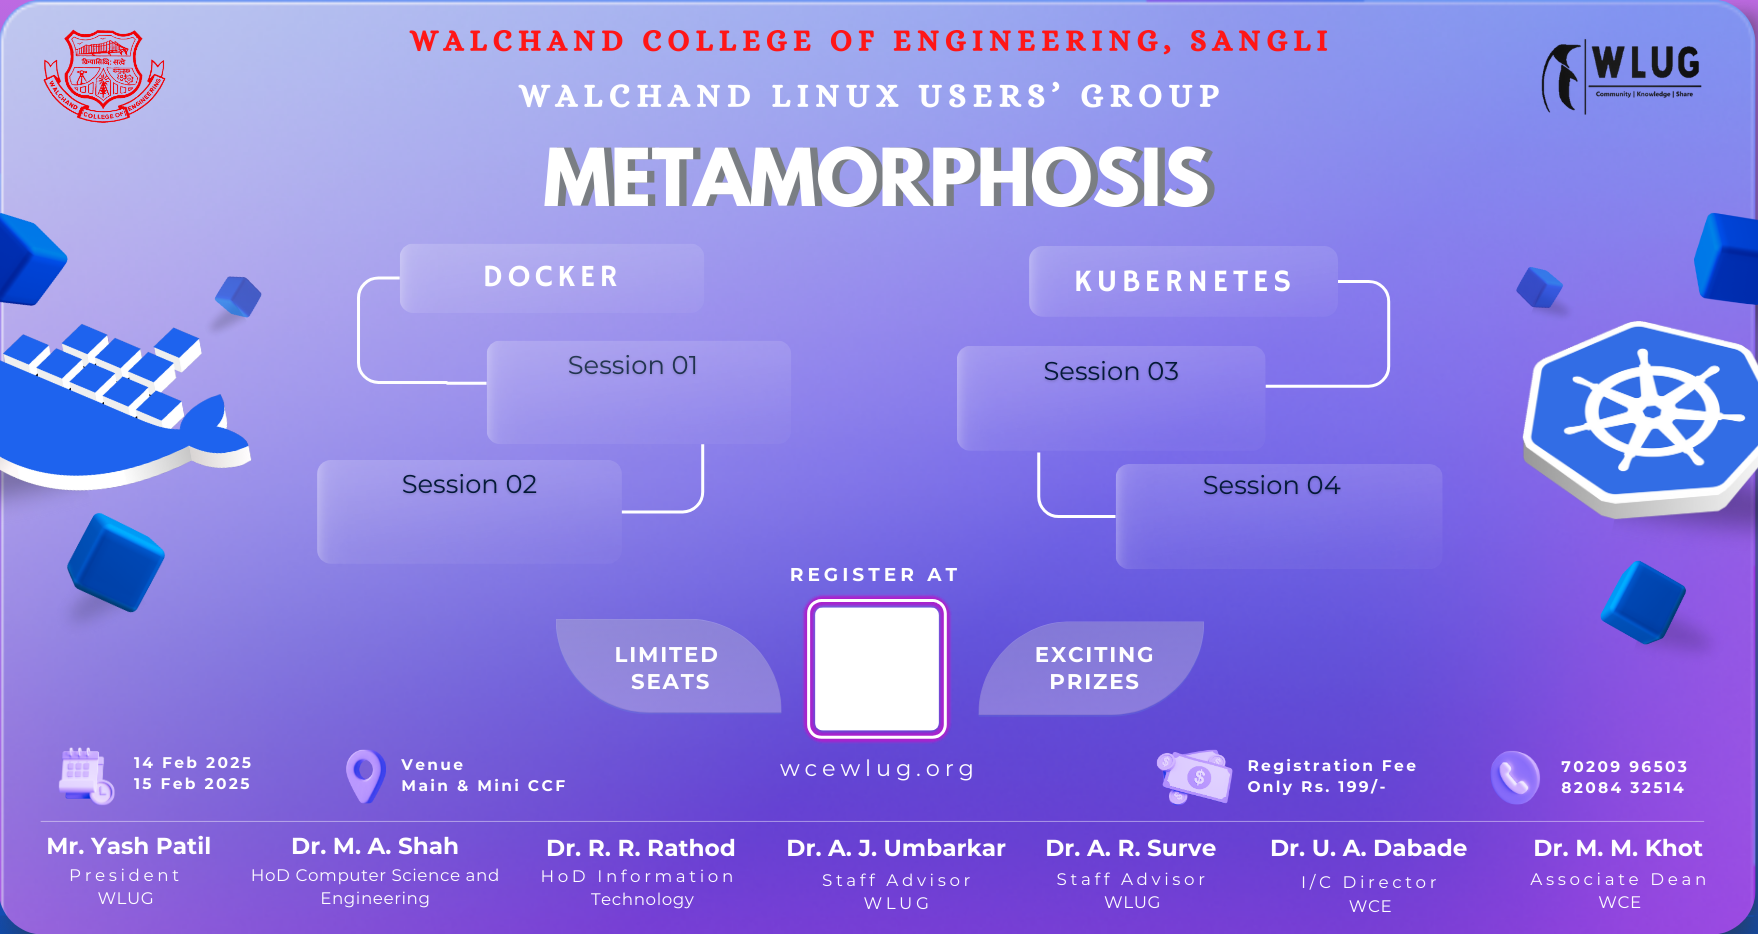 WALCHAND COLLEGE OF ENGINEERING, SANGLI
WALCHAND LINUX USERS' GROUP
WALCHAND COLLEGE OF ENGINEERING
WLUG
Community | Knowledge | Share
METAMORPHOSIS
DOCKER
Session 01
Session 02
KUBERNETES
Session 03
Session 04
REGISTER AT
LIMITED
SEATS
EXCITING
PRIZES
wcewlug.org
14 Feb 2025
15 Feb 2025
Venue
Main & Mini CCF
Registration Fee
Only Rs. 199/-
70209 96503
82084 32514
Mr. Yash Patil
President
WLUG
Dr. M. A. Shah
HoD Computer Science and
Engineering
Dr. R. R. Rathod
HoD Information
Technology
Dr. A. J. Umbarkar
Staff Advisor
WLUG
Dr. A. R. Surve
Staff Advisor
WLUG
Dr. U. A. Dabade
I/C Director
WCE
Dr. M. M. Khot
Associate Dean
WCE